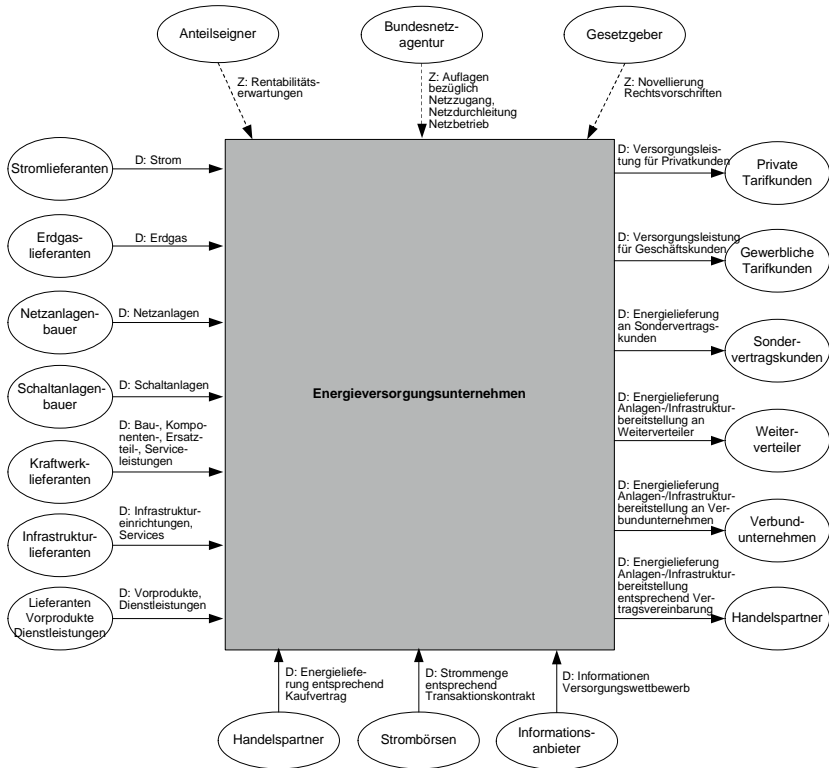 Anteilseigner
Bundesnetz-
agentur
Gesetzgeber
Z: Rentabilitäts-
erwartungen
Z: Auflagen
bezüglich
Netzzugang,
Netzdurchleitung
Netzbetrieb
Z: Novellierung
Rechtsvorschriften
Stromlieferanten
D: Strom
Erdgas-
lieferanten
D: Erdgas
Netzanlagen-
bauer
D: Netzanlagen
Schaltanlagen-
bauer
D: Schaltanlagen
Kraftwerk-
lieferanten
D: Bau-, Kompo-
nenten-, Ersatz-
teil-, Service-
leistungen
Infrastruktur-
lieferanten
D: Infrastruktur-
einrichtungen,
Services
Lieferanten
Vorprodukte
Dienstleistungen
D: Vorprodukte,
Dienstleistungen
Energieversorgungsunternehmen
D: Versorgungsleis-
tung für Privatkunden
Private
Tarifkunden
D: Versorgungsleistung
für Geschäftskunden
Gewerbliche
Tarifkunden
D: Energielieferung
an Sondervertrags-
kunden
Sonder-
vertragskunden
D: Energielieferung
Anlagen-/Infrastruktur-
bereitstellung an
Weiterverteiler
Weiter-
verteiler
D: Energielieferung
Anlagen-/Infrastruktur-
bereitstellung an Ver-
bundunternehmen
Verbund-
unternehmen
D: Energielieferung
Anlagen-/Infrastruktur-
bereitstellung
entsprechend Ver-
tragsvereinbarung
Handelspartner
D: Energieliefe-
rung entsprechend
Kaufvertrag
D: Strommenge
entsprechend
Transaktionskontrakt
D: Informationen
Versorgungswettbewerb
Handelspartner
Strombörsen
Informations-
anbieter